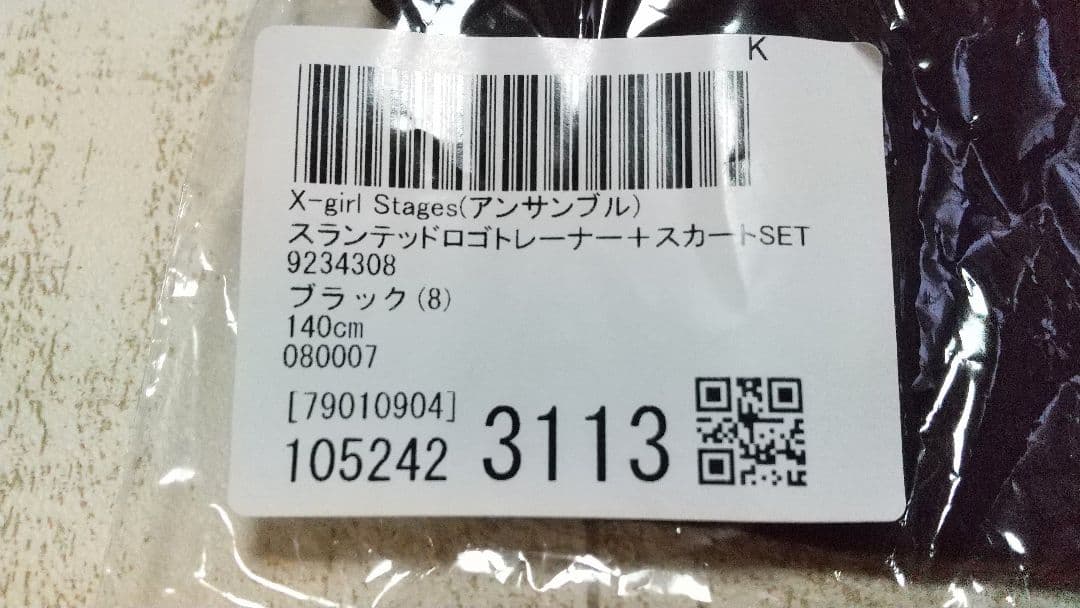 K
X-girl Stages(アンサンブル)
スランテッドロゴトレーナー＋スカートSET
9234308
ブラック(8)
140cm
080007
[79010904]
105242 3113